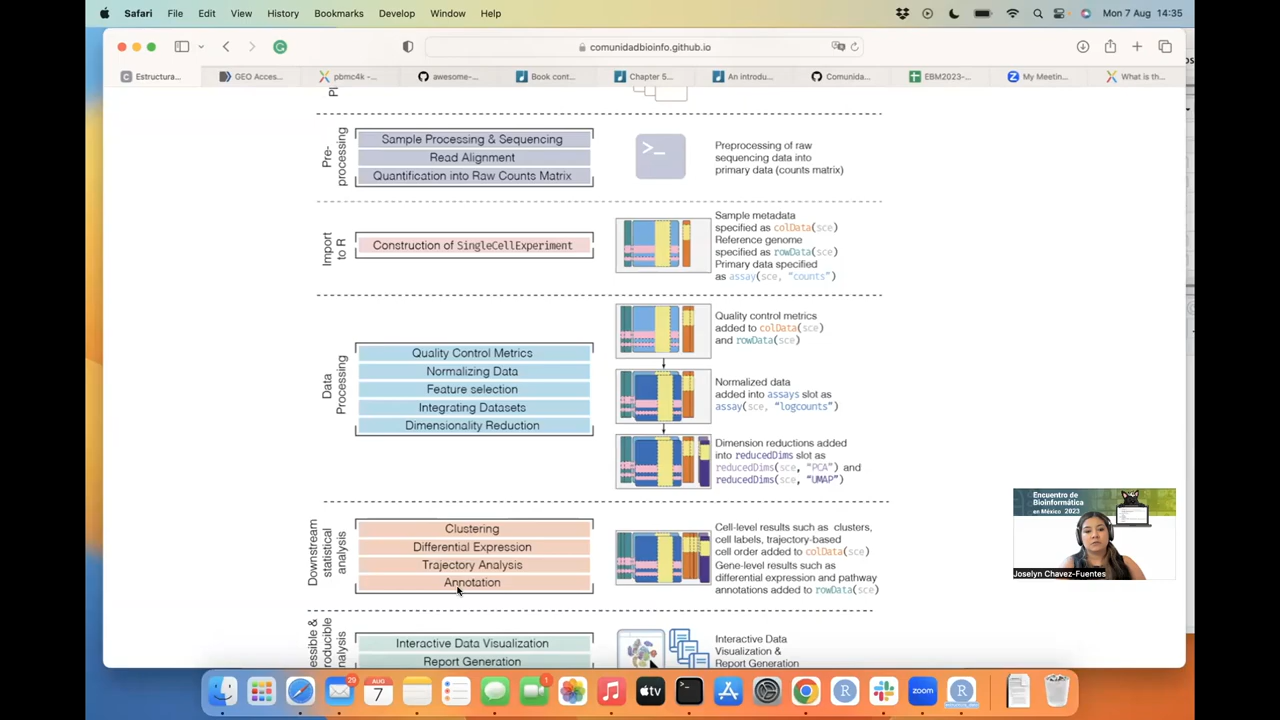 Safari File Edit View History Bookmarks Develop Window Help Mon 7 Aug 14:35
comunidadbioinfo.github.io
Estructura... GEO Acces... pbmc4k -... awesome-... Book cont... Chapter 5... An introdu... Comunida... EBM2023-... My Meetin... What is th...
Pre-
processing
Sample Processing & Sequencing
Read Alignment
Quantification into Raw Counts Matrix
>_
Preprocessing of raw
sequencing data into
primary data (counts matrix)
Import
to R
Construction of SingleCellExperiment
Sample metadata
specified as colData(sce)
Reference genome
specified as rowData(sce)
Primary data specified
as assay(sce, "counts")
Data
Processing
Quality Control Metrics
Normalizing Data
Feature selection
Integrating Datasets
Dimensionality Reduction
Quality control metrics
added to colData(sce)
and rowData(sce)
Normalized data
added into assays slot as
assay(sce, "logcounts")
Dimension reductions added
into reducedDims slot as
reducedDims(sce, "PCA") and
reducedDims(sce, "UMAP")
Downstream
statistical
analysis
Clustering
Differential Expression
Trajectory Analysis
Annotation
Cell-level results such as clusters,
cell labels, trajectory-based
cell order added to colData(sce)
Gene-level results such as
differential expression and pathway
annotations added to rowData(sce)
Interactive Data Visualization
Report Generation
Interactive Data
Visualization &
Report Generation
Encuentro de
Bioinformática
en México 2023
Joselyn Chavez-Fuentes
29
AUG
7
1
tv
zoom